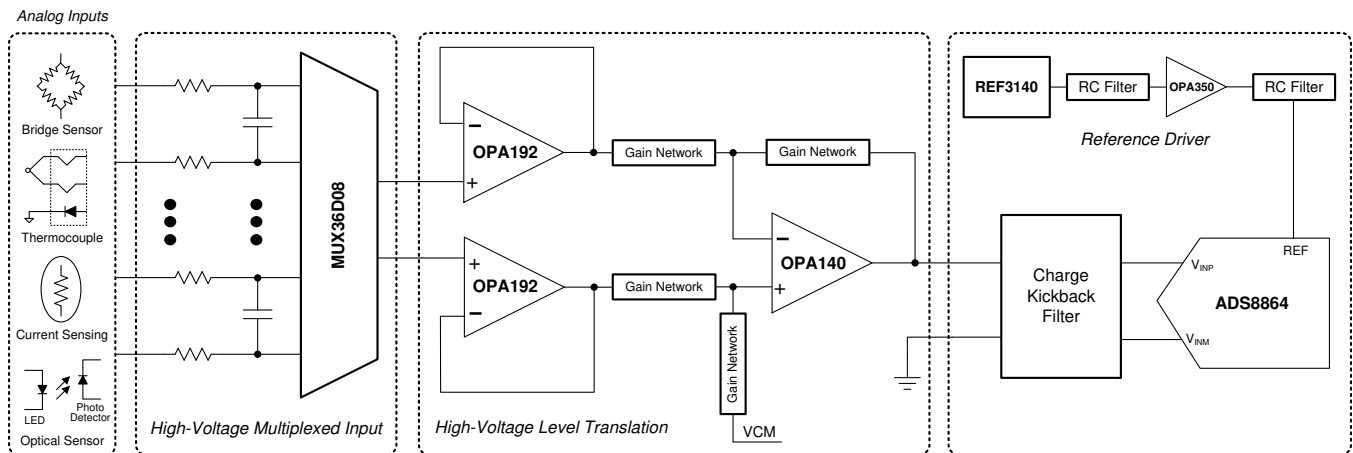 Analog Inputs
Bridge Sensor
Thermocouple
Current Sensing
LED
Photo
Detector
Optical Sensor
MUX36D08
High-Voltage Multiplexed Input
OPA192
OPA192
Gain Network
Gain Network
Gain Network
Gain Network
OPA140
VCM
High-Voltage Level Translation
REF3140
RC Filter
OPA350
RC Filter
Reference Driver
Charge
Kickback
Filter
REF
VINP
ADS8864
VINM